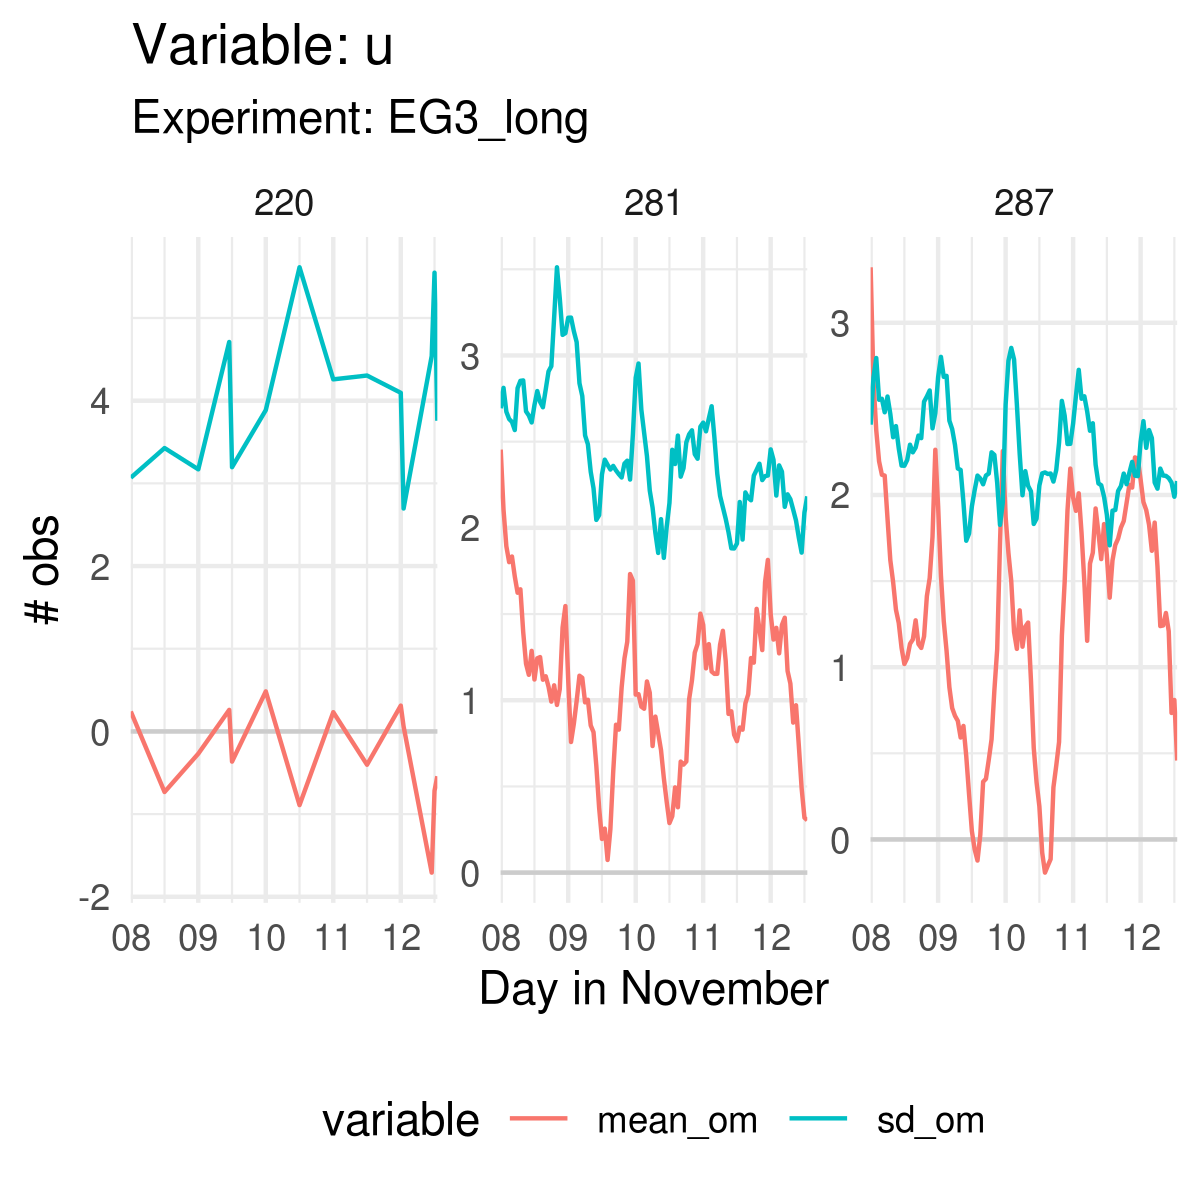 Variable: u
Experiment: EG3_long
220 281 287
# obs
4
2
0
-2
3
2
1
0
3
2
1
0
08 09 10 11 12 08 09 10 11 12 08 09 10 11 12
Day in November
variable mean_om sd_om